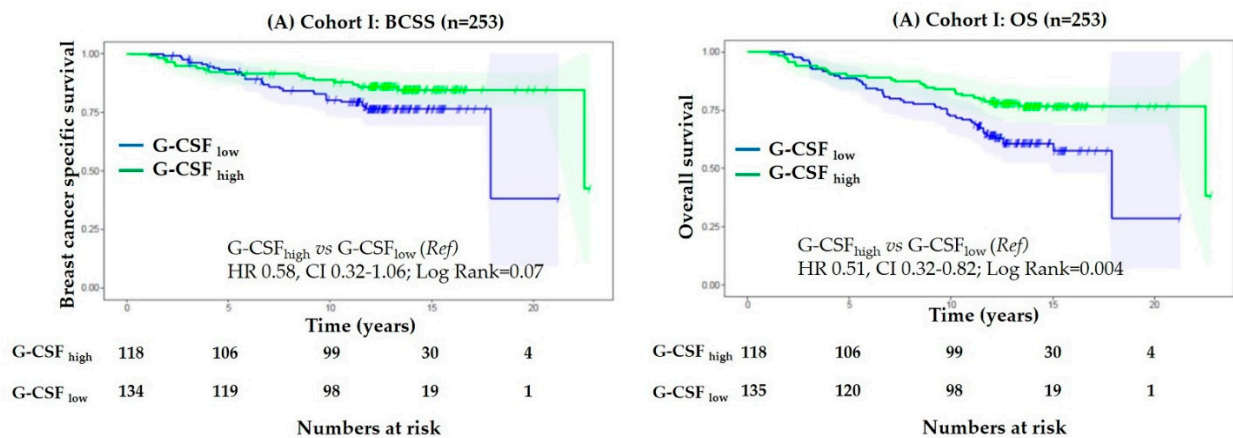 (A) Cohort I: BCSS (n=253)
Breast cancer specific survival
1.00
0.75
0.50
0.25
0.00
G-CSF low
G-CSF high
G-CSFhigh vs G-CSFlow (Ref)
HR 0.58, CI 0.32-1.06; Log Rank=0.07
0 5 10 15 20
Time (years)
G-CSF high 118 106 99 30 4
G-CSF low 134 119 98 19 1
Numbers at risk
(A) Cohort I: OS (n=253)
Overall survival
1.00
0.75
0.50
0.25
0.00
G-CSF low
G-CSF high
G-CSFhigh vs G-CSFlow (Ref)
HR 0.51, CI 0.32-0.82; Log Rank=0.004
0 5 10 15 20
Time (years)
G-CSF high 118 106 99 30 4
G-CSF low 135 120 98 19 1
Numbers at risk